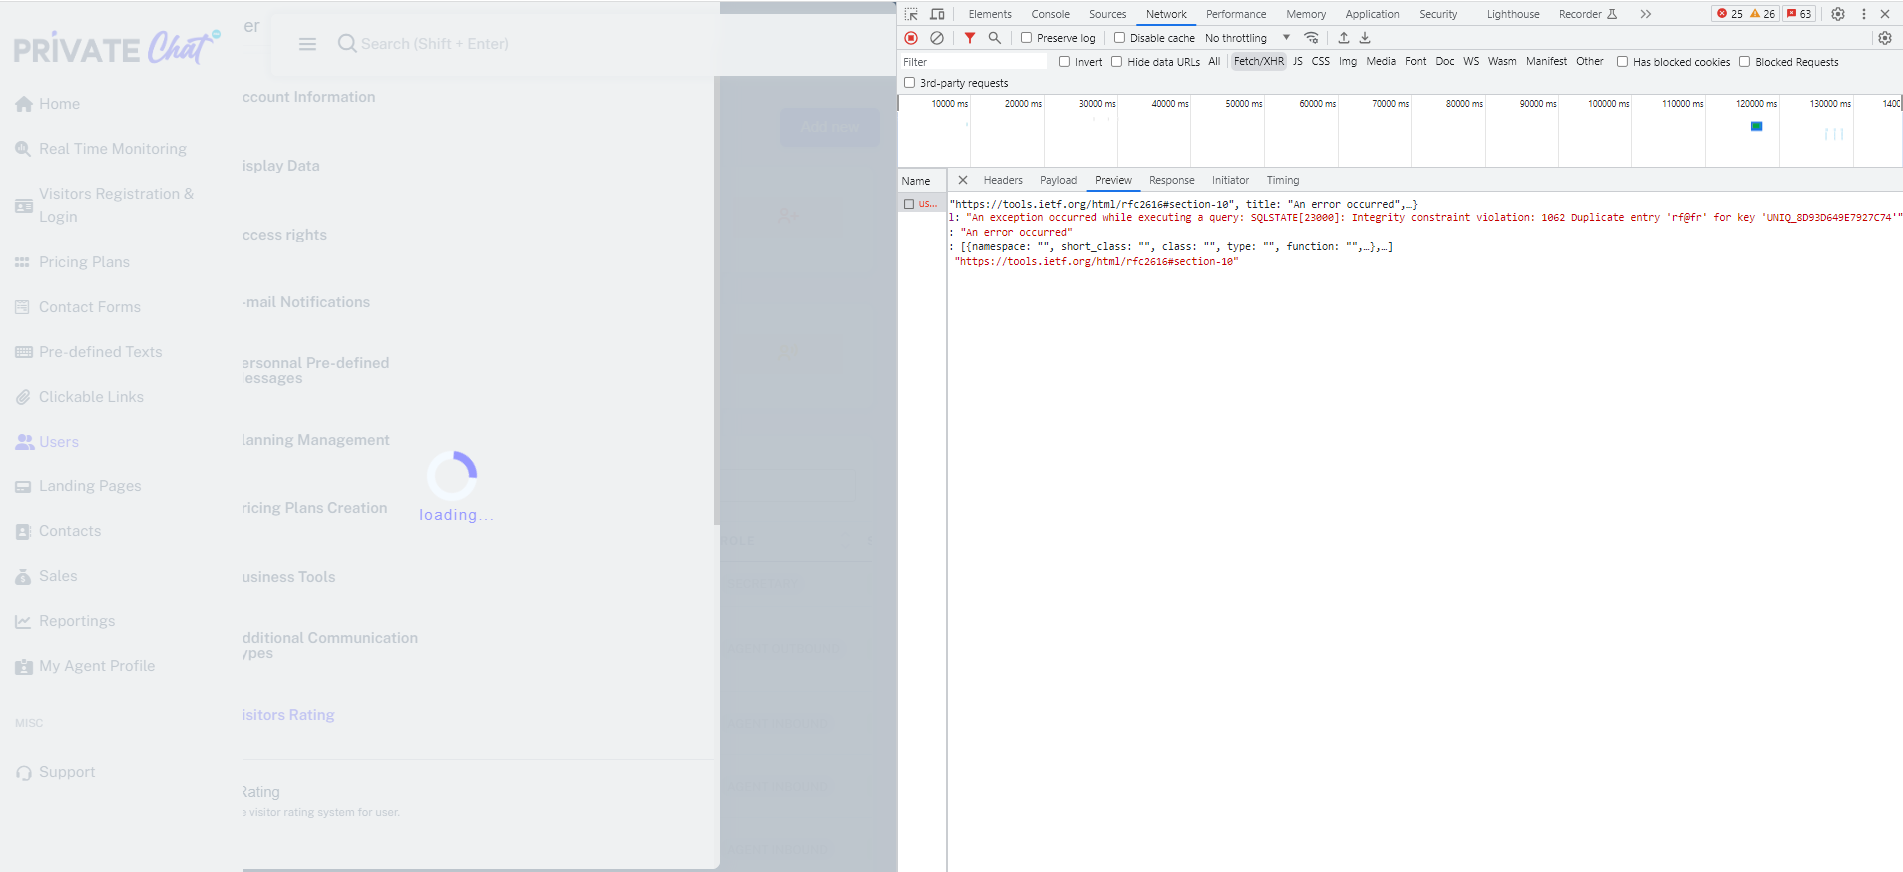 er
PRIVATE Chat
Search (Shift + Enter)
Home
Real Time Monitoring
Visitors Registration &
Login
Pricing Plans
Contact Forms
Pre-defined Texts
Clickable Links
Users
Landing Pages
Contacts
Sales
Reportings
My Agent Profile
MISC
Support
ccount Information
isplay Data
ccess rights
-mail Notifications
ersonnal Pre-defined
essages
lanning Management
ricing Plans Creation
usiness Tools
dditional Communication
ypes
isitors Rating
Rating
e visitor rating system for user.
loading...
Add new
ROLE
Elements Console Sources Network Performance Memory Application Security Lighthouse Recorder 25 26 63
Preserve log Disable cache No throttling
Filter Invert Hide data URLs All Fetch/XHR JS CSS Img Media Font Doc WS Wasm Manifest Other Has blocked cookies Blocked Requests
3rd-party requests
10000 ms 20000 ms 30000 ms 40000 ms 50000 ms 60000 ms 70000 ms 80000 ms 90000 ms 100000 ms 110000 ms 120000 ms 130000 ms 1400
Name Headers Payload Preview Response Initiator Timing
us...
"https://tools.ietf.org/html/rfc2616#section-10", title: "An error occurred",…}
l: "An exception occurred while executing a query: SQLSTATE[23000]: Integrity constraint violation: 1062 Duplicate entry 'rf@fr' for key 'UNIQ_8D93D649E7927C74'"
: "An error occurred"
: [{namespace: "", short_class: "", class: "", type: "", function: "",…},…]
"https://tools.ietf.org/html/rfc2616#section-10"